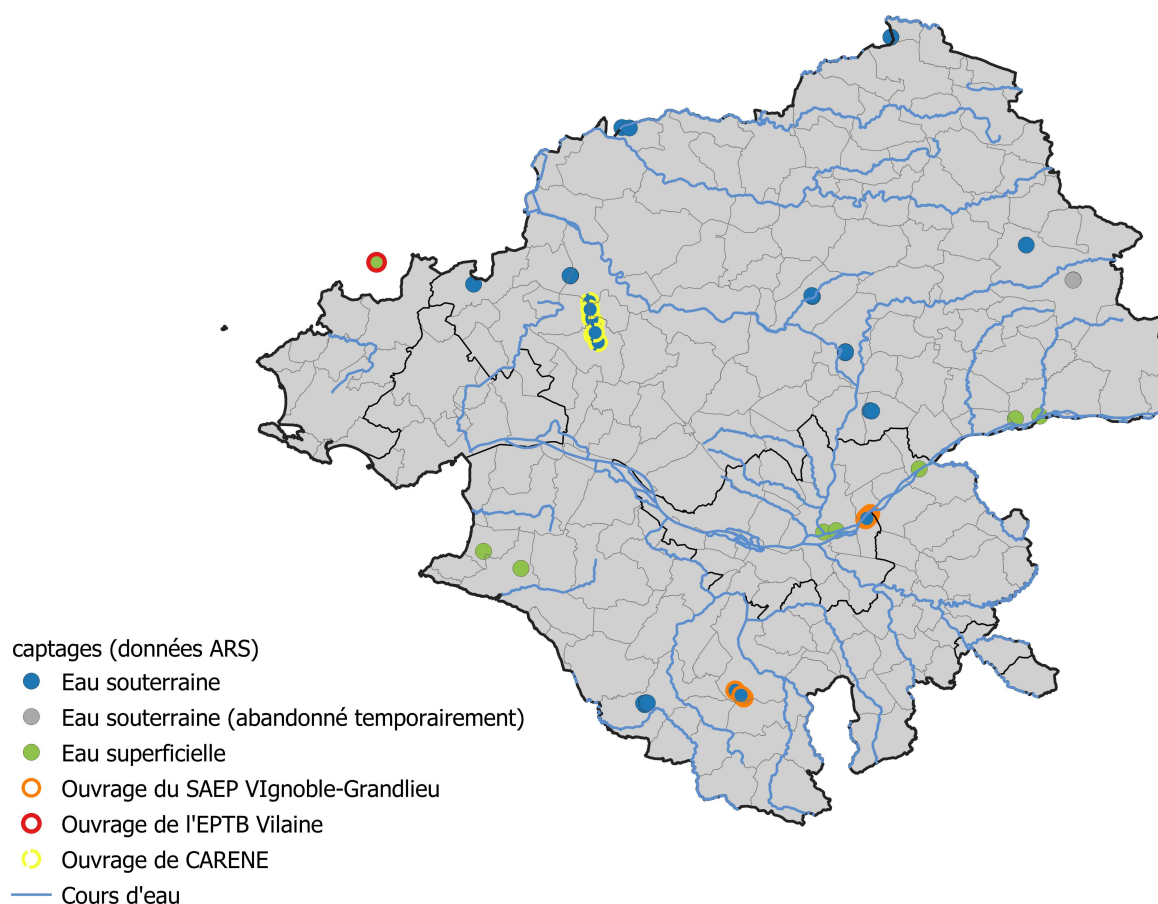 captages (données ARS)
Eau souterraine
Eau souterraine (abandonné temporairement)
Eau superficielle
Ouvrage du SAEP VIgnoble-Grandlieu
Ouvrage de l'EPTB Vilaine
Ouvrage de CARENE
Cours d'eau